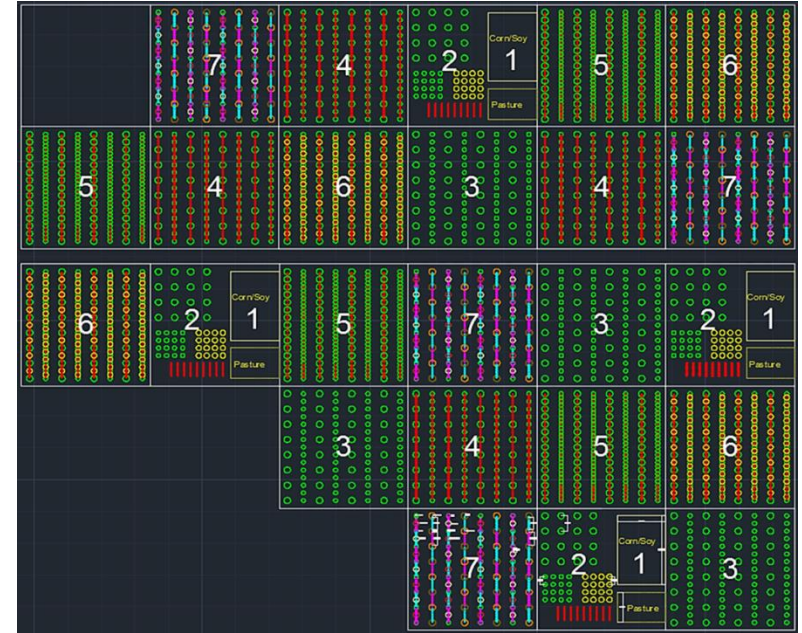 7 4 2 Corn/Soy 1 Pasture 5 6
5 4 6 3 4 7
6 2 Corn/Soy 1 Pasture 5 7 3 2 Corn/Soy 1 Pasture
3 4 5 6
7 2 Corn/Soy 1 Pasture 3